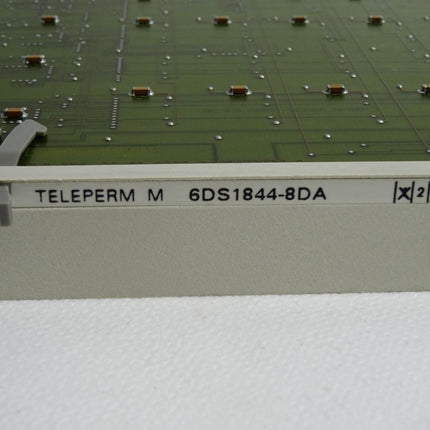 TELEPERM M 6DS1844-8DA X 2